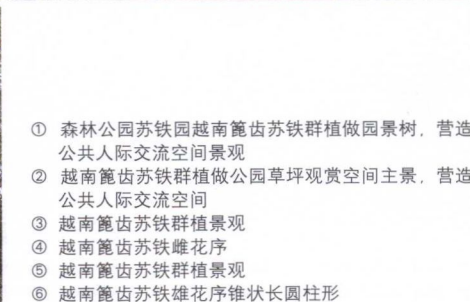 ① 森林公园苏铁园越南篦齿苏铁群植做园景树，营造
公共人际交流空间景观
② 越南篦齿苏铁群植做公园草坪观赏空间主景，营造
公共人际交流空间
③ 越南篦齿苏铁群植景观
④ 越南篦齿苏铁雌花序
⑤ 越南篦齿苏铁群植景观
⑥ 越南篦齿苏铁雄花序锥状长圆柱形